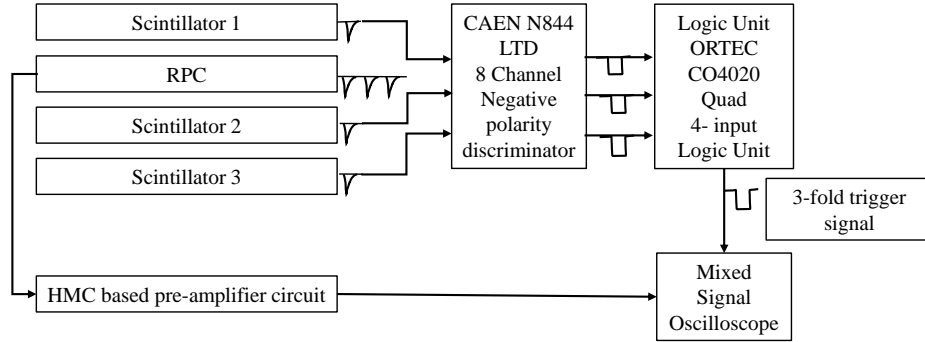 Scintillator 1
RPC
Scintillator 2
Scintillator 3
HMC based pre-amplifier circuit
CAEN N844
LTD
8 Channel
Negative
polarity
discriminator
Logic Unit
ORTEC
CO4020
Quad
4- input
Logic Unit
3-fold trigger
signal
Mixed
Signal
Oscilloscope